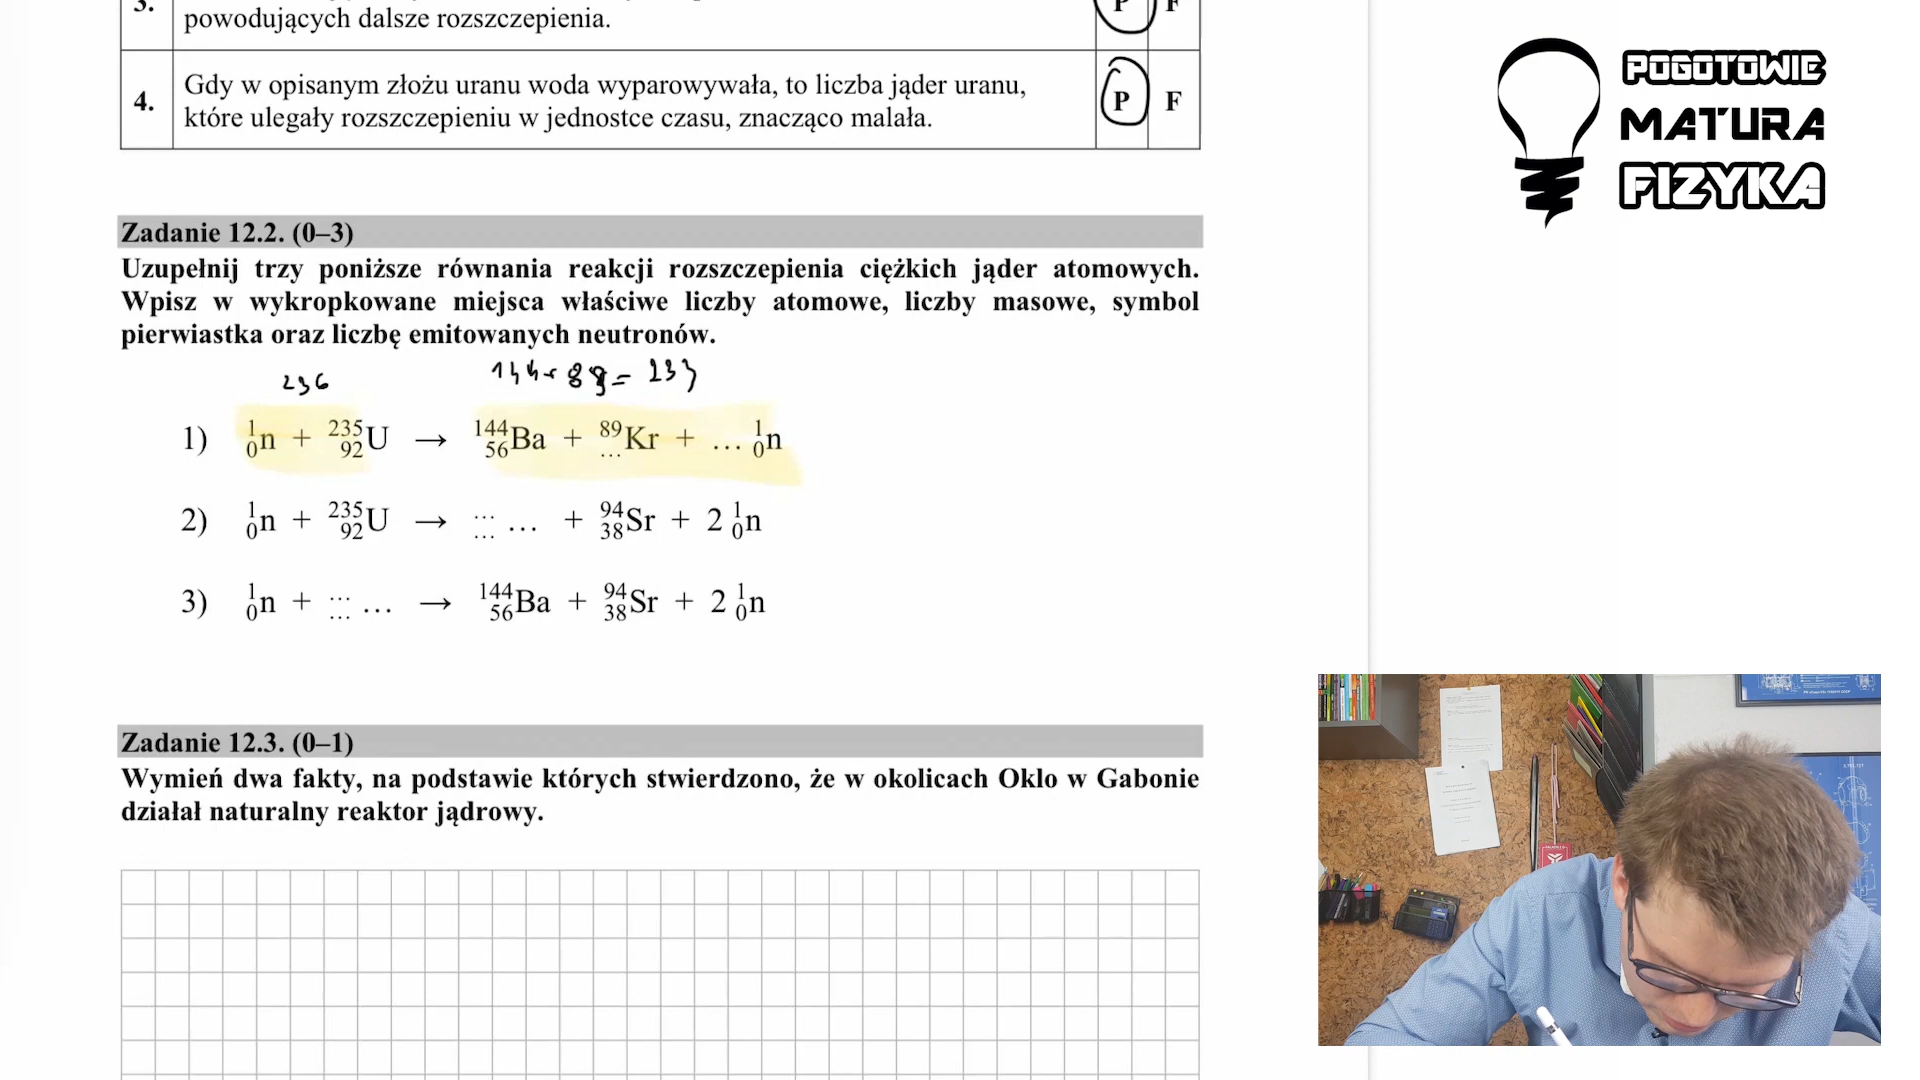 3.
powodujących dalsze rozszczepienia.
P F
4.
Gdy w opisanym złożu uranu woda wyparowywała, to liczba jąder uranu,
które ulegały rozszczepieniu w jednostce czasu, znacząco malała.
P F
POGOTOWIE
MATURA
FIZYKA
Zadanie 12.2. (0–3)
Uzupełnij trzy poniższe równania reakcji rozszczepienia ciężkich jąder atomowych.
Wpisz w wykropkowane miejsca właściwe liczby atomowe, liczby masowe, symbol
pierwiastka oraz liczbę emitowanych neutronów.
236 144+89=233
1) ¹₀n + ²³⁵₉₂U → ¹⁴⁴₅₆Ba + ⁸⁹…Kr + … ¹₀n
2) ¹₀n + ²³⁵₉₂U → ……… + ⁹⁴₃₈Sr + 2 ¹₀n
3) ¹₀n + ……… → ¹⁴⁴₅₆Ba + ⁹⁴₃₈Sr + 2 ¹₀n
Zadanie 12.3. (0–1)
Wymień dwa fakty, na podstawie których stwierdzono, że w okolicach Oklo w Gabonie
działał naturalny reaktor jądrowy.